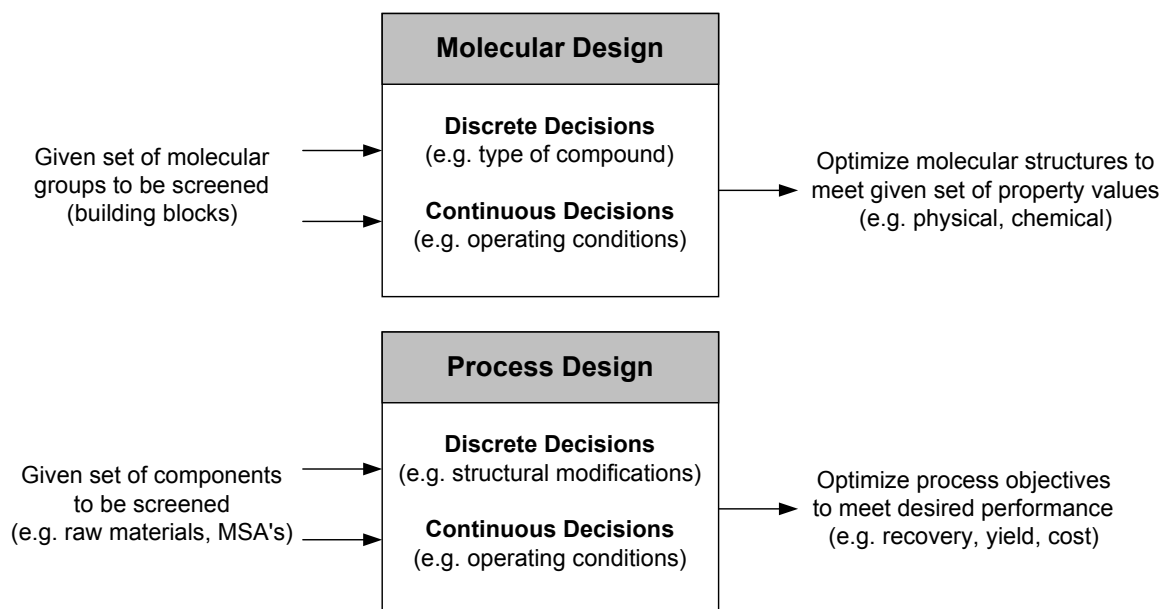 Molecular Design
Given set of molecular
groups to be screened
(building blocks)
Discrete Decisions
(e.g. type of compound)
Continuous Decisions
(e.g. operating conditions)
Optimize molecular structures to
meet given set of property values
(e.g. physical, chemical)
Process Design
Given set of components
to be screened
(e.g. raw materials, MSA's)
Discrete Decisions
(e.g. structural modifications)
Continuous Decisions
(e.g. operating conditions)
Optimize process objectives
to meet desired performance
(e.g. recovery, yield, cost)